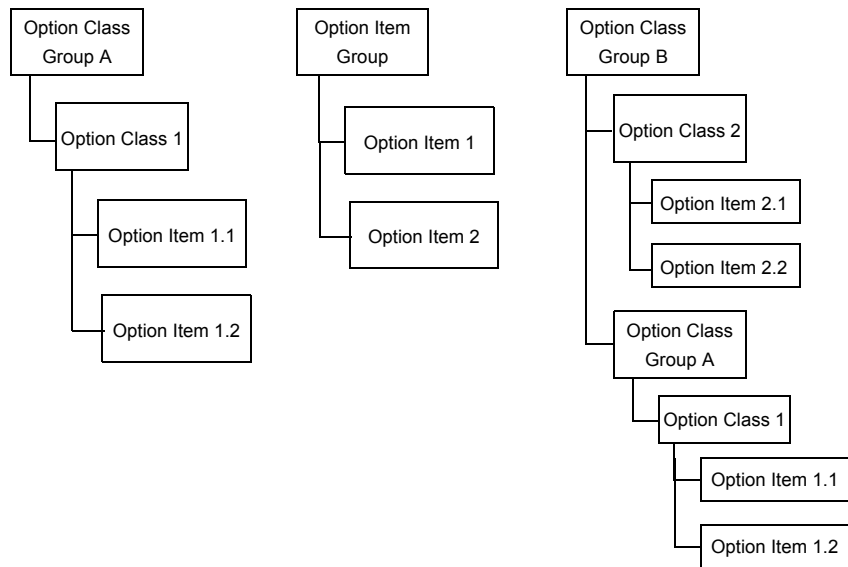 Option Class
Group A
Option Class 1
Option Item 1.1
Option Item 1.2
Option Item
Group
Option Item 1
Option Item 2
Option Class
Group B
Option Class 2
Option Item 2.1
Option Item 2.2
Option Class
Group A
Option Class 1
Option Item 1.1
Option Item 1.2